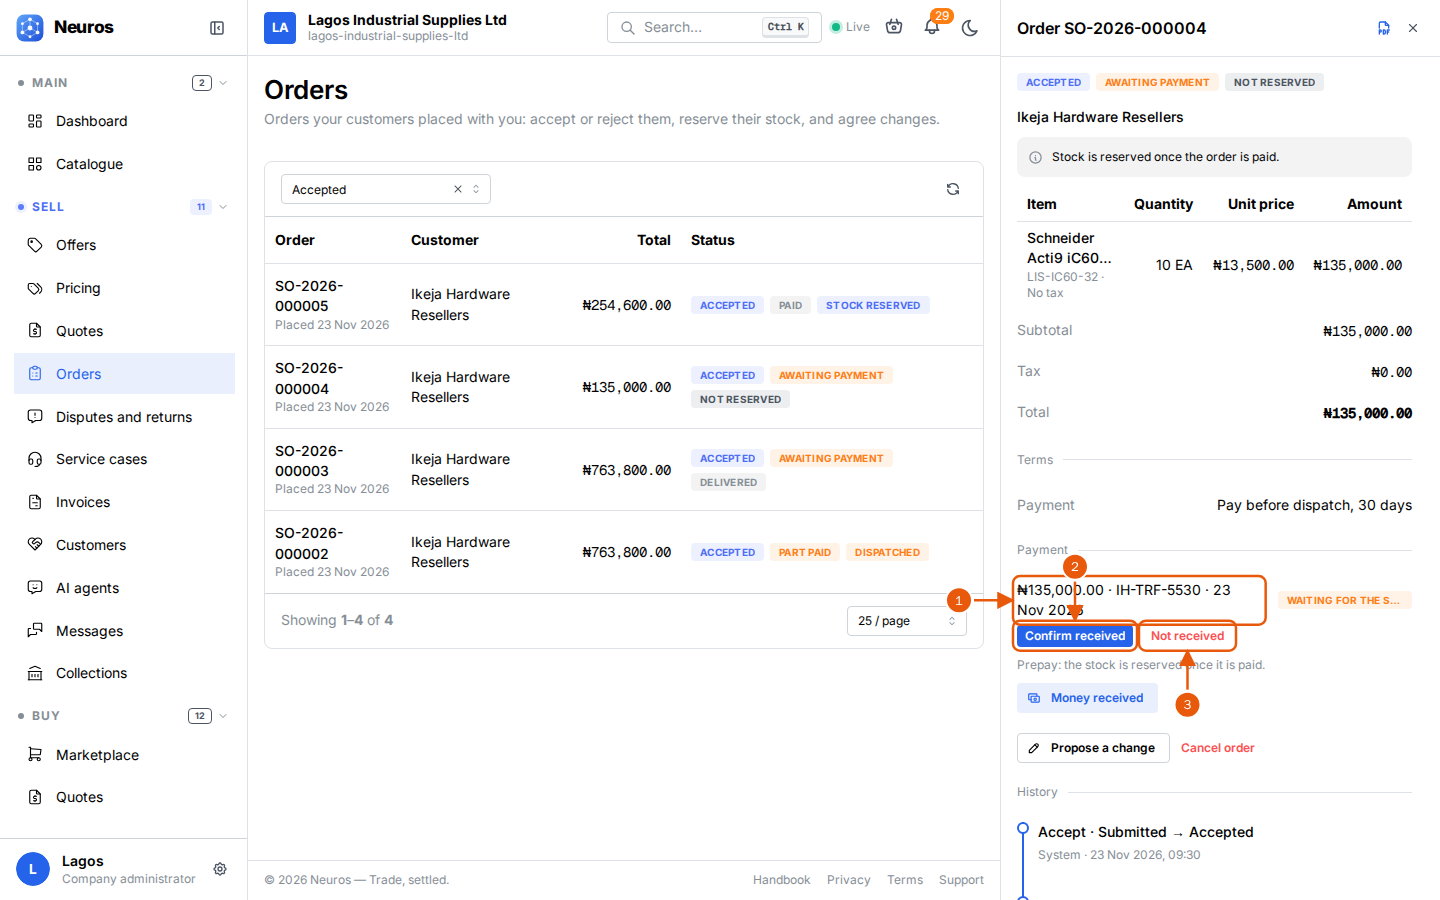 Neuros
MAIN
2
Dashboard
Catalogue
SELL
11
Offers
Pricing
Quotes
Orders
Disputes and returns
Service cases
Invoices
Customers
AI agents
Messages
Collections
BUY
12
Marketplace
Quotes
L
Lagos
Company administrator
LA
Lagos Industrial Supplies Ltd
lagos-industrial-supplies-ltd
Search...
Ctrl K
Live
29
Orders
Orders your customers placed with you: accept or reject them, reserve their stock, and agree changes.
Accepted
Order Customer Total Status
SO-2026-
000005
Placed 23 Nov 2026
Ikeja Hardware
Resellers
₦254,600.00
ACCEPTED PAID STOCK RESERVED
SO-2026-
000004
Placed 23 Nov 2026
Ikeja Hardware
Resellers
₦135,000.00
ACCEPTED AWAITING PAYMENT
NOT RESERVED
SO-2026-
000003
Placed 23 Nov 2026
Ikeja Hardware
Resellers
₦763,800.00
ACCEPTED AWAITING PAYMENT
DELIVERED
SO-2026-
000002
Placed 23 Nov 2026
Ikeja Hardware
Resellers
₦763,800.00
ACCEPTED PART PAID DISPATCHED
Showing 1–4 of 4
25 / page
© 2026 Neuros — Trade, settled.
Handbook Privacy Terms Support
Order SO-2026-000004
PDF
ACCEPTED AWAITING PAYMENT NOT RESERVED
Ikeja Hardware Resellers
Stock is reserved once the order is paid.
Item Quantity Unit price Amount
Schneider
Acti9 iC60...
LIS-IC60-32 ·
No tax
10 EA ₦13,500.00 ₦135,000.00
Subtotal ₦135,000.00
Tax ₦0.00
Total ₦135,000.00
Terms
Payment Pay before dispatch, 30 days
Payment
2
1
₦135,000.00 · IH-TRF-5530 · 23
Nov 2026
WAITING FOR THE S...
Confirm received Not received
Prepay: the stock is reserved once it is paid.
Money received
3
Propose a change Cancel order
History
Accept · Submitted → Accepted
System · 23 Nov 2026, 09:30